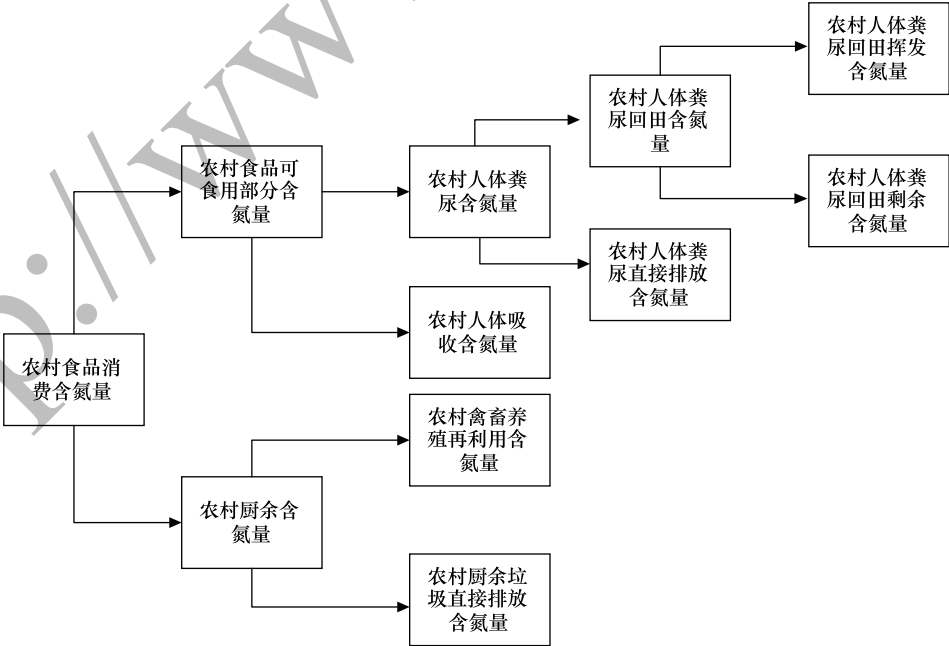 农村人体粪
尿回田挥发
含氮量
农村人体粪
尿回田含氮
量
农村食品可
食用部分含
氮量
农村人体粪
尿含氮量
农村人体粪
尿回田剩余
含氮量
农村人体粪
尿直接排放
含氮量
农村人体吸
收含氮量
农村食品消
费含氮量
农村禽畜养
殖再利用含
氮量
农村厨余含
氮量
农村厨余垃
圾直接排放
含氮量
p://ww